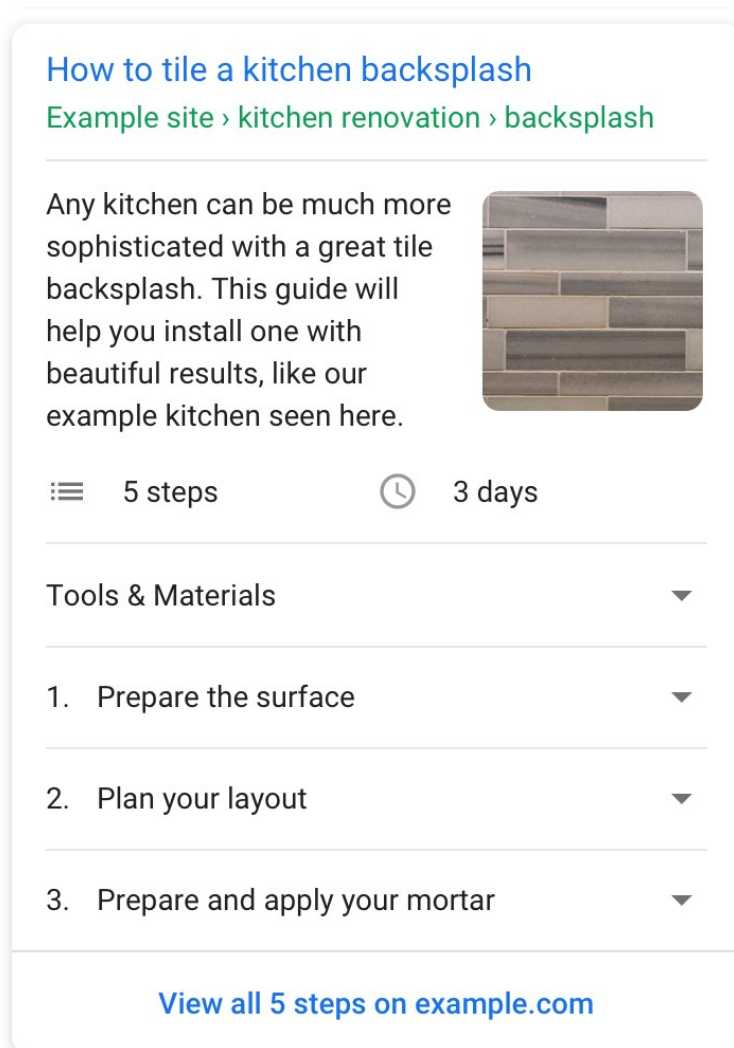 How to tile a kitchen backsplash
Example site › kitchen renovation › backsplash
Any kitchen can be much more
sophisticated with a great tile
backsplash. This guide will
help you install one with
beautiful results, like our
example kitchen seen here.
5 steps
3 days
Tools & Materials
1. Prepare the surface
2. Plan your layout
3. Prepare and apply your mortar
View all 5 steps on example.com